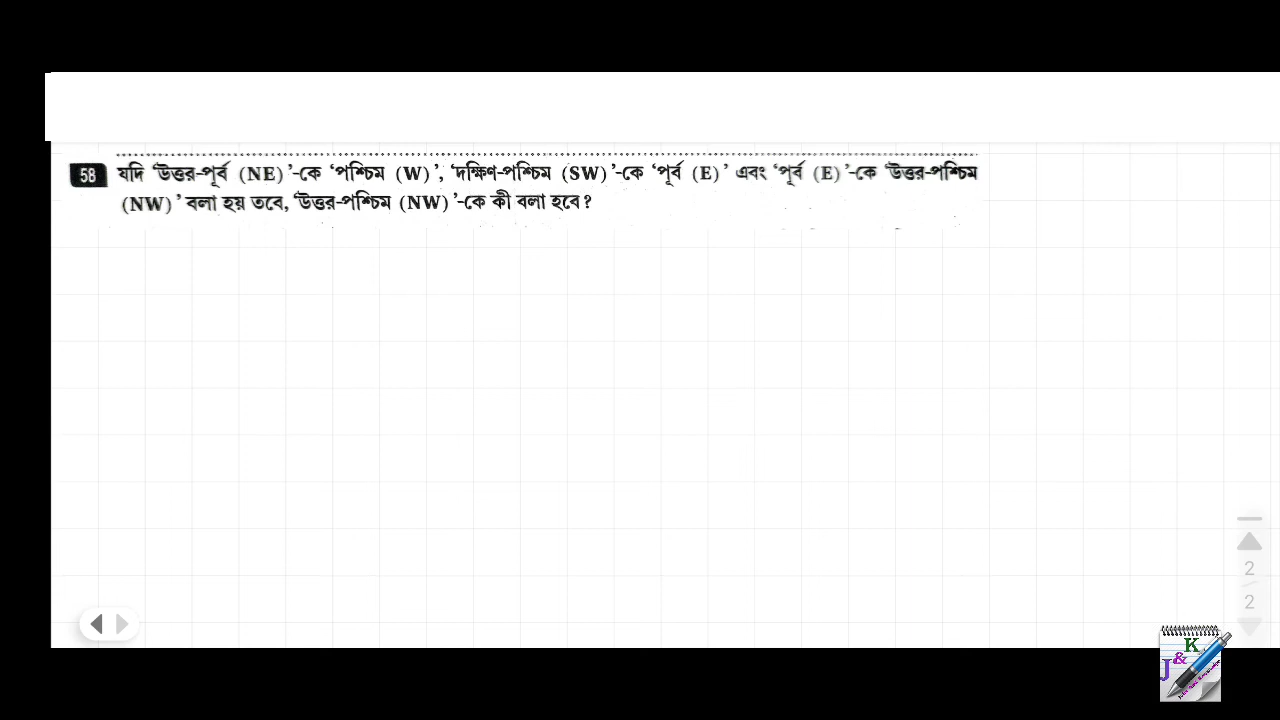 58 যদি ‘উত্তর-পূর্ব (NE)’-কে ‘পশ্চিম (W)’, ‘দক্ষিণ-পশ্চিম (SW)’-কে ‘পূর্ব (E)’ এবং ‘পূর্ব (E)’-কে ‘উত্তর-পশ্চিম
(NW)’ বলা হয় তবে, ‘উত্তর-পশ্চিম (NW)’-কে কী বলা হবে?
2
2
J&K